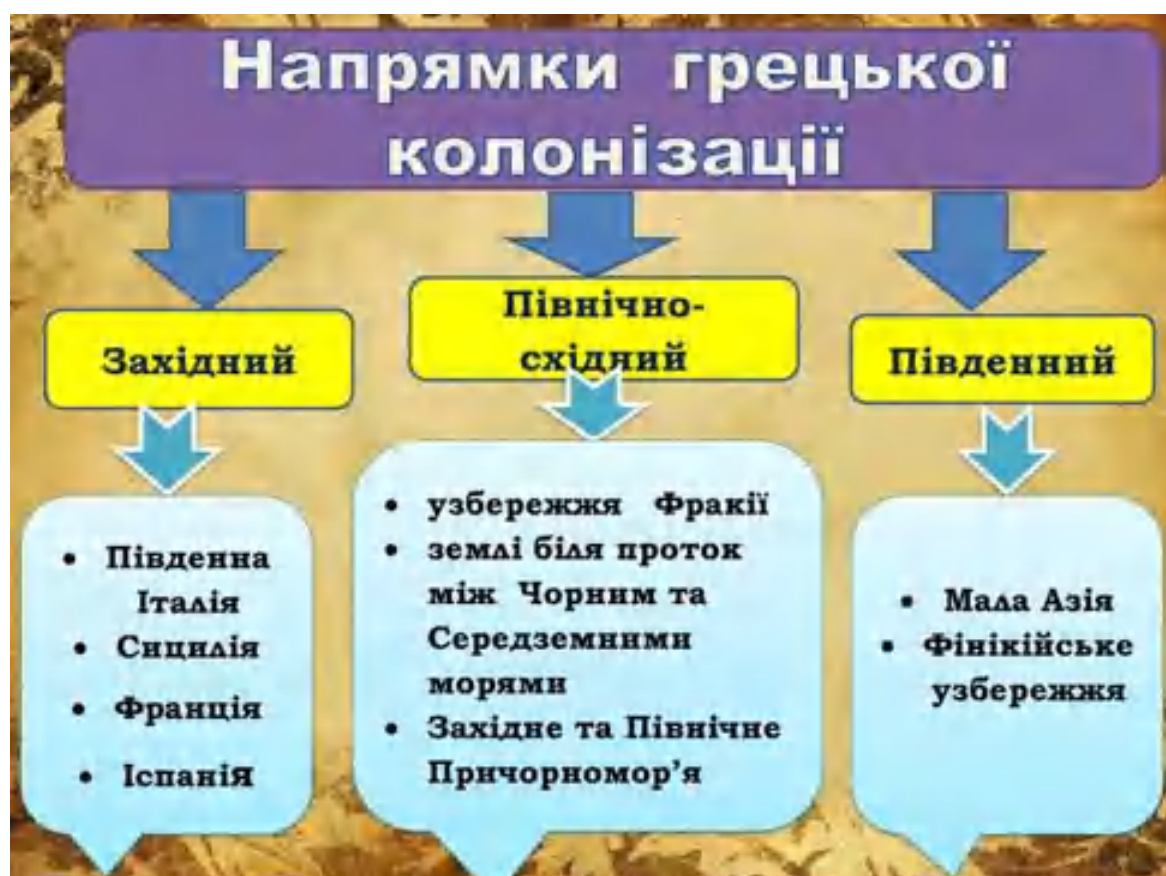 Напрямки грецької
колонізації
Західний
Північно-
східний
Південний
• Південна
Італія
• Сицилія
• Франція
• Іспанія
• узбережжя Фракії
• землі біля проток
між Чорним та
Середземними
морями
• Західне та Північне
Причорномор’я
• Мала Азія
• Фінікійське
узбережжя